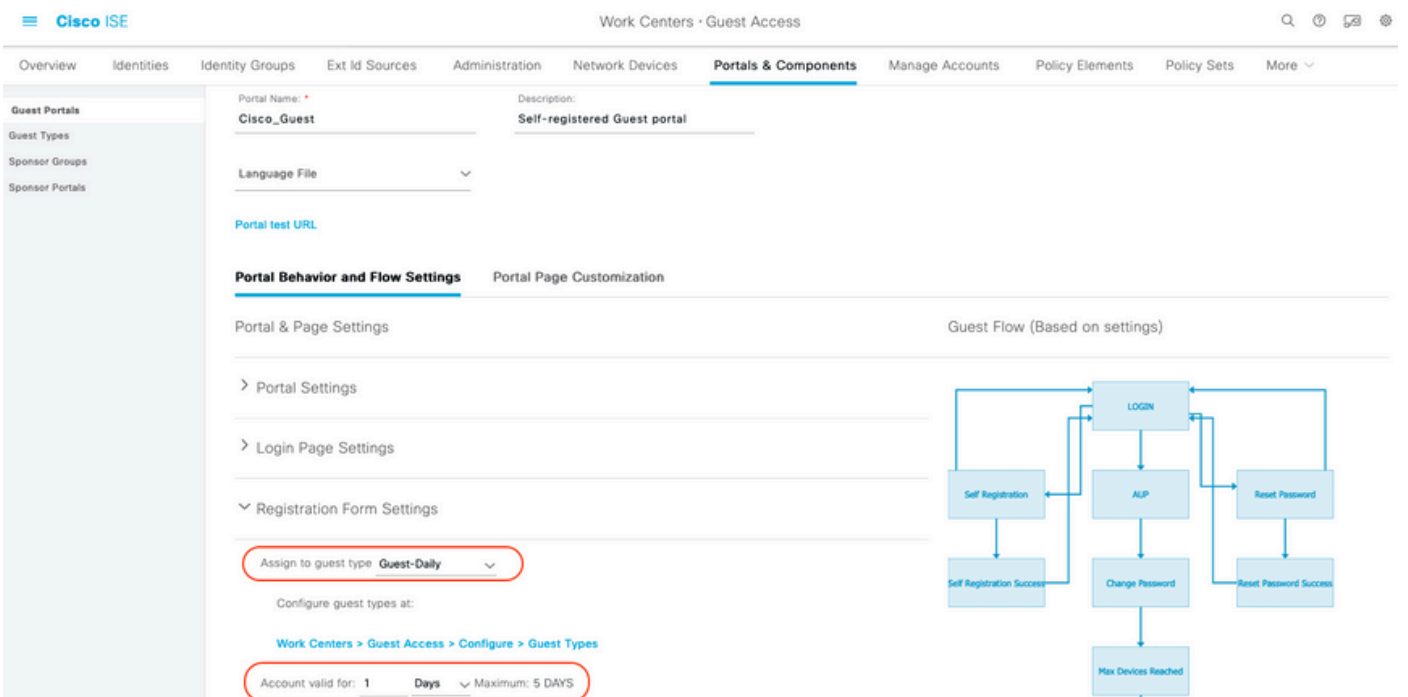 Cisco ISE
Work Centers · Guest Access
Overview Identities Identity Groups Ext Id Sources Administration Network Devices Portals & Components Manage Accounts Policy Elements Policy Sets More
Guest Portals
Guest Types
Sponsor Groups
Sponsor Portals
Portal Name: * Description:
Cisco_Guest Self-registered Guest portal
Language File
Portal test URL
Portal Behavior and Flow Settings Portal Page Customization
Portal & Page Settings Guest Flow (Based on settings)
Portal Settings
Login Page Settings
Registration Form Settings
Assign to guest type Guest-Daily
Configure guest types at:
Work Centers > Guest Access > Configure > Guest Types
Account valid for: 1 Days Maximum: 5 DAYS
LOGIN
Self Registration AUP Reset Password
Self Registration Success Change Password Reset Password Success
Max Devices Reached